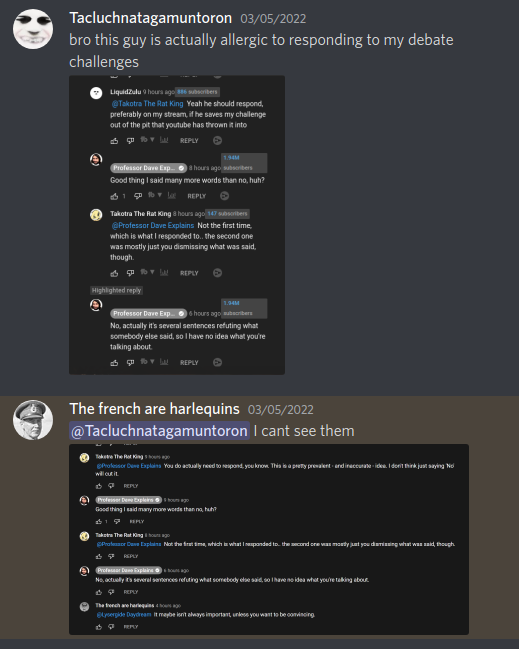 Tacluchnatagamuntoron 03/05/2022
bro this guy is actually allergic to responding to my debate
challenges
LiquidZulu 9 hours ago 886 subscribers
@Takotra The Rat King Yeah he should respond,
preferably on my stream, if he saves my challenge
out of the pit that youtube has thrown it into
REPLY
1.94M
Professor Dave Exp... 8 hours ago subscribers
Good thing I said many more words than no, huh?
1 REPLY
Takotra The Rat King 8 hours ago 147 subscribers
@Professor Dave Explains Not the first time,
which is what I responded to.. the second one
was mostly just you dismissing what was said,
though.
REPLY
Highlighted reply
1.94M
Professor Dave Exp... 6 hours ago subscribers
No, actually it's several sentences refuting what
somebody else said, so I have no idea what you're
talking about.
REPLY
The french are harlequins 03/05/2022
@Tacluchnatagamuntoron I cant see them
REPLY
Takotra The Rat King 9 hours ago
@Professor Dave Explains You do actually need to respond, you know. This is a pretty prevalent - and inaccurate - idea. I don't think just saying 'No'
will cut it.
REPLY
Professor Dave Explains 8 hours ago
Good thing I said many more words than no, huh?
1 REPLY
Takotra The Rat King 8 hours ago
@Professor Dave Explains Not the first time, which is what I responded to.. the second one was mostly just you dismissing what was said, though.
REPLY
Professor Dave Explains 6 hours ago
No, actually it's several sentences refuting what somebody else said, so I have no idea what you're talking about.
REPLY
The french are harlequins 4 hours ago
@Lysergide Daydream It maybe isn't always important, unless you want to be convincing.
REPLY